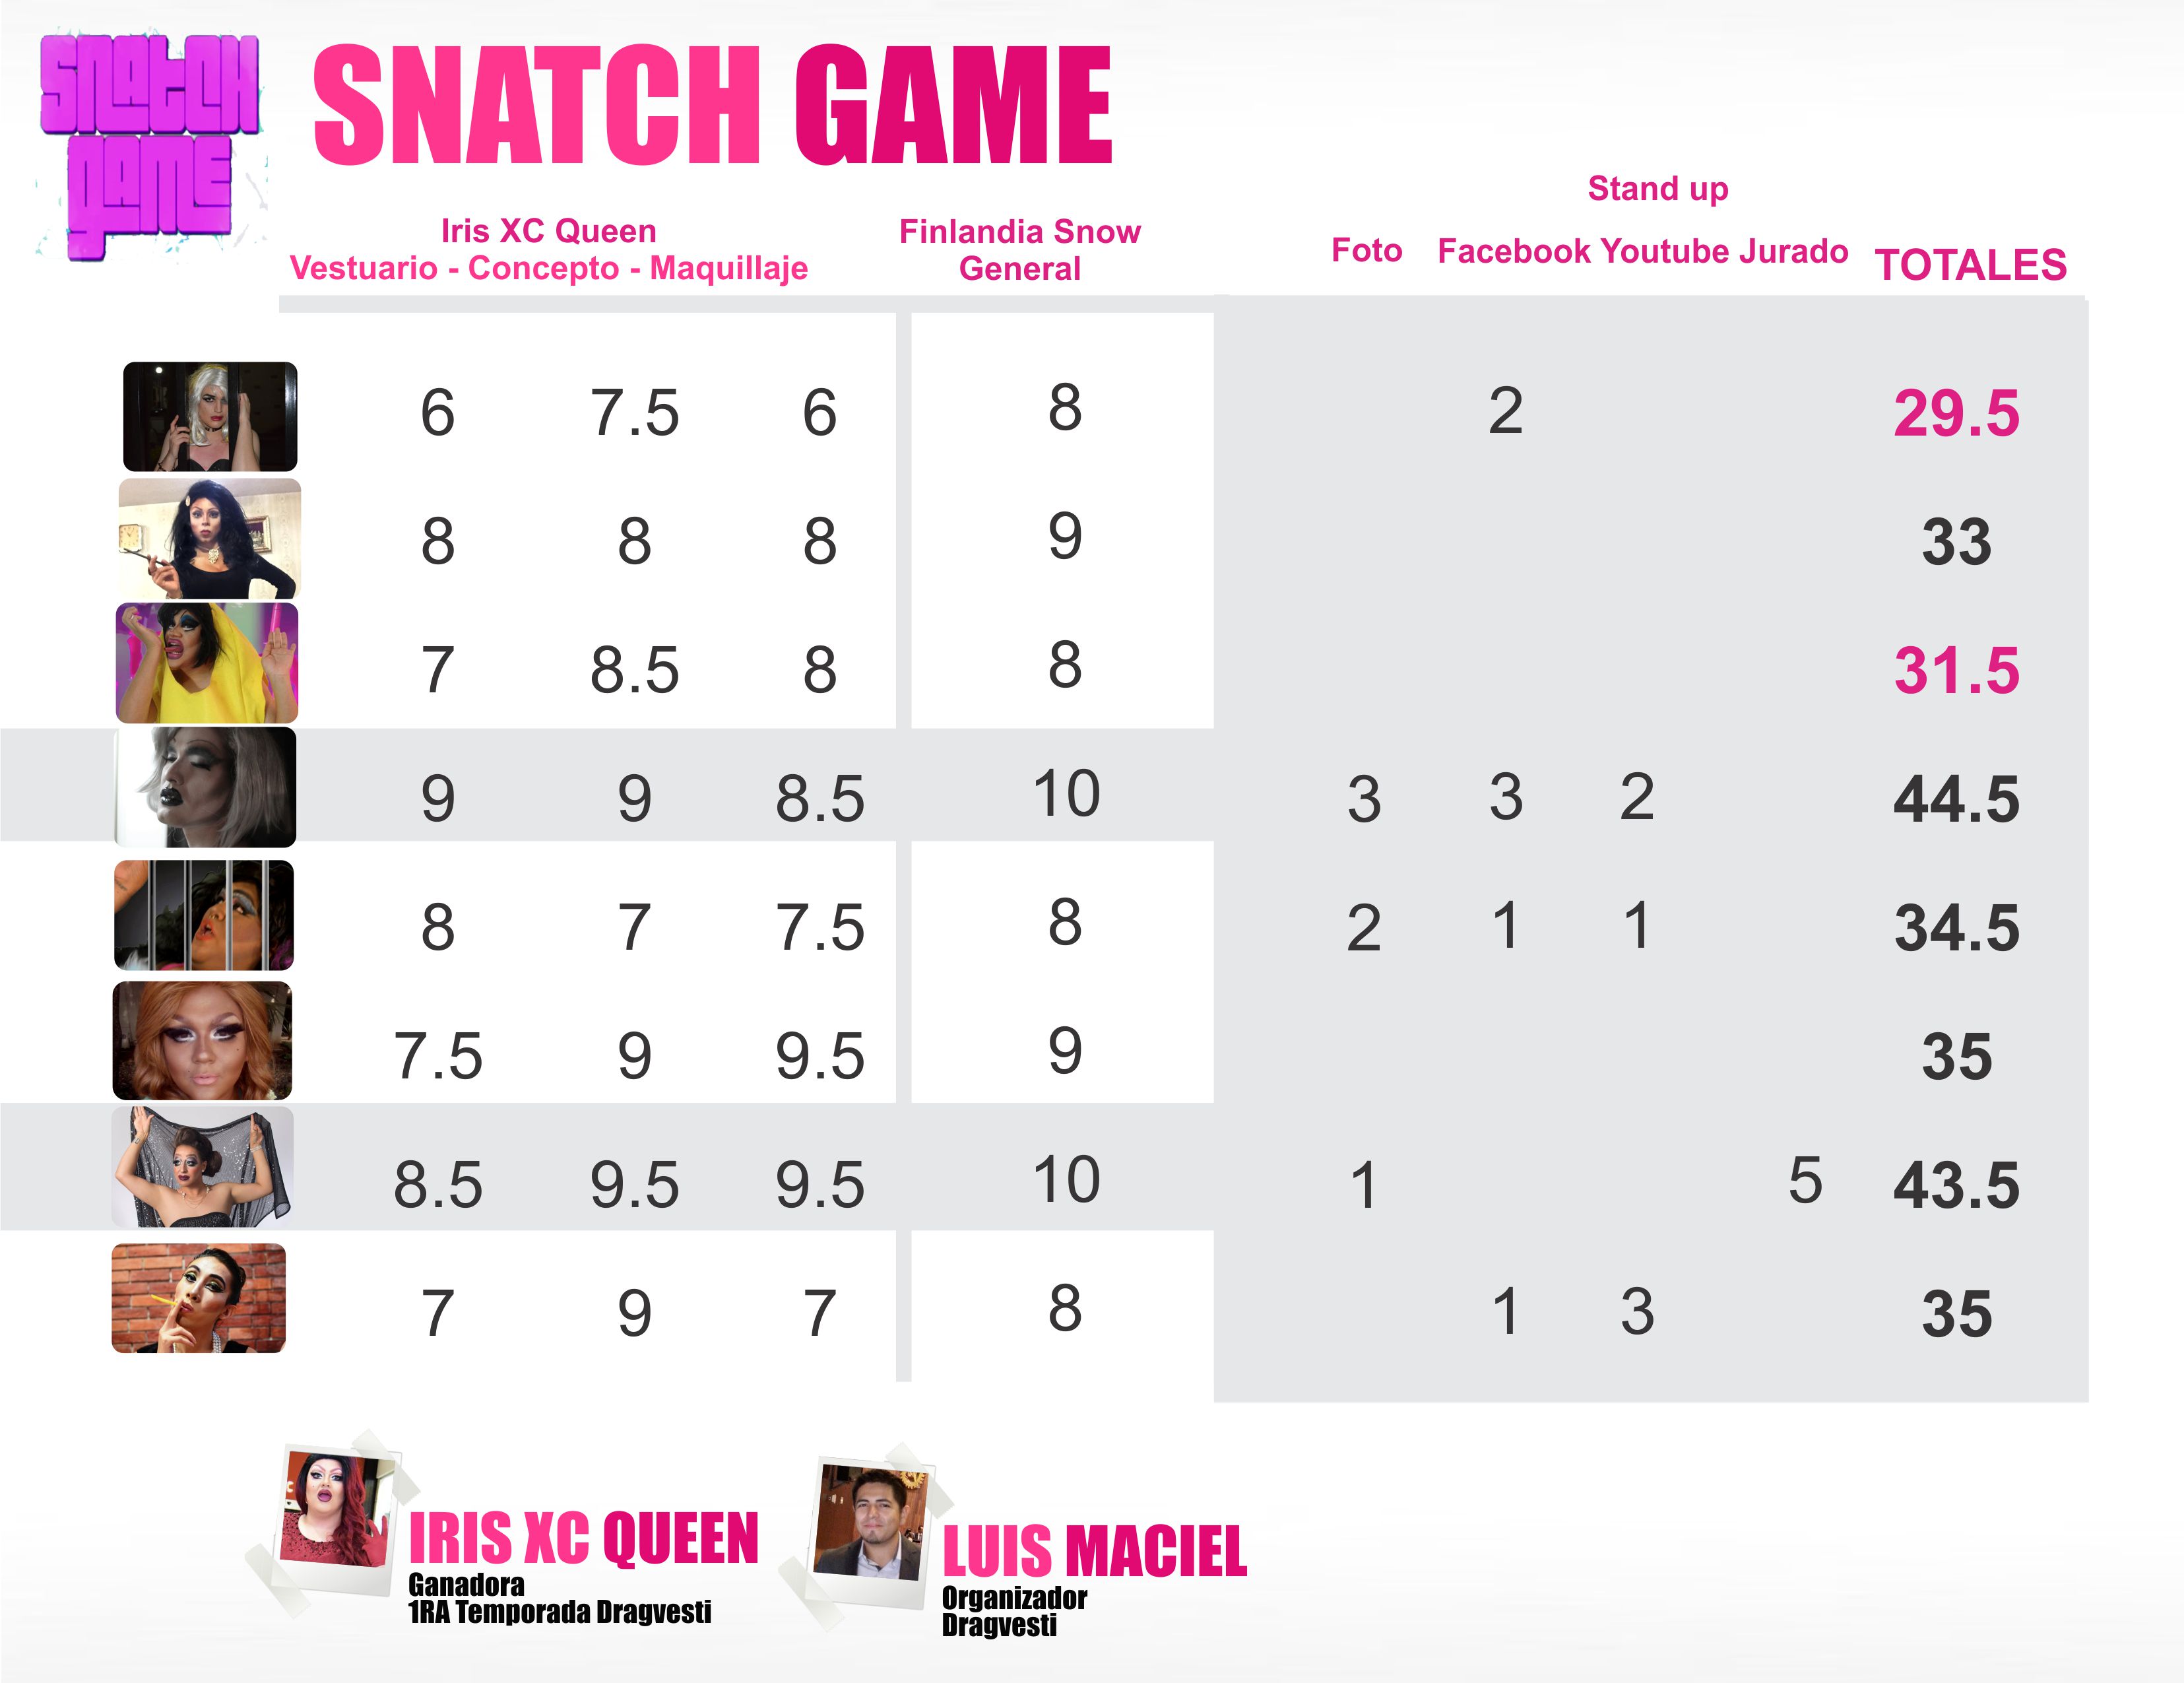 SNATCH
GAME
SNATCH GAME
Stand up
Iris XC Queen
Vestuario - Concepto - Maquillaje
Finlandia Snow
General
Foto Facebook Youtube Jurado TOTALES
6 7.5 6 8 2 29.5
8 8 8 9 33
7 8.5 8 8 31.5
9 9 8.5 10 3 3 2 44.5
8 7 7.5 8 2 1 1 34.5
7.5 9 9.5 9 35
8.5 9.5 9.5 10 1 5 43.5
7 9 7 8 1 3 35
IRIS XC QUEEN
Ganadora
1RA Temporada Dragvesti
LUIS MACIEL
Organizador
Dragvesti